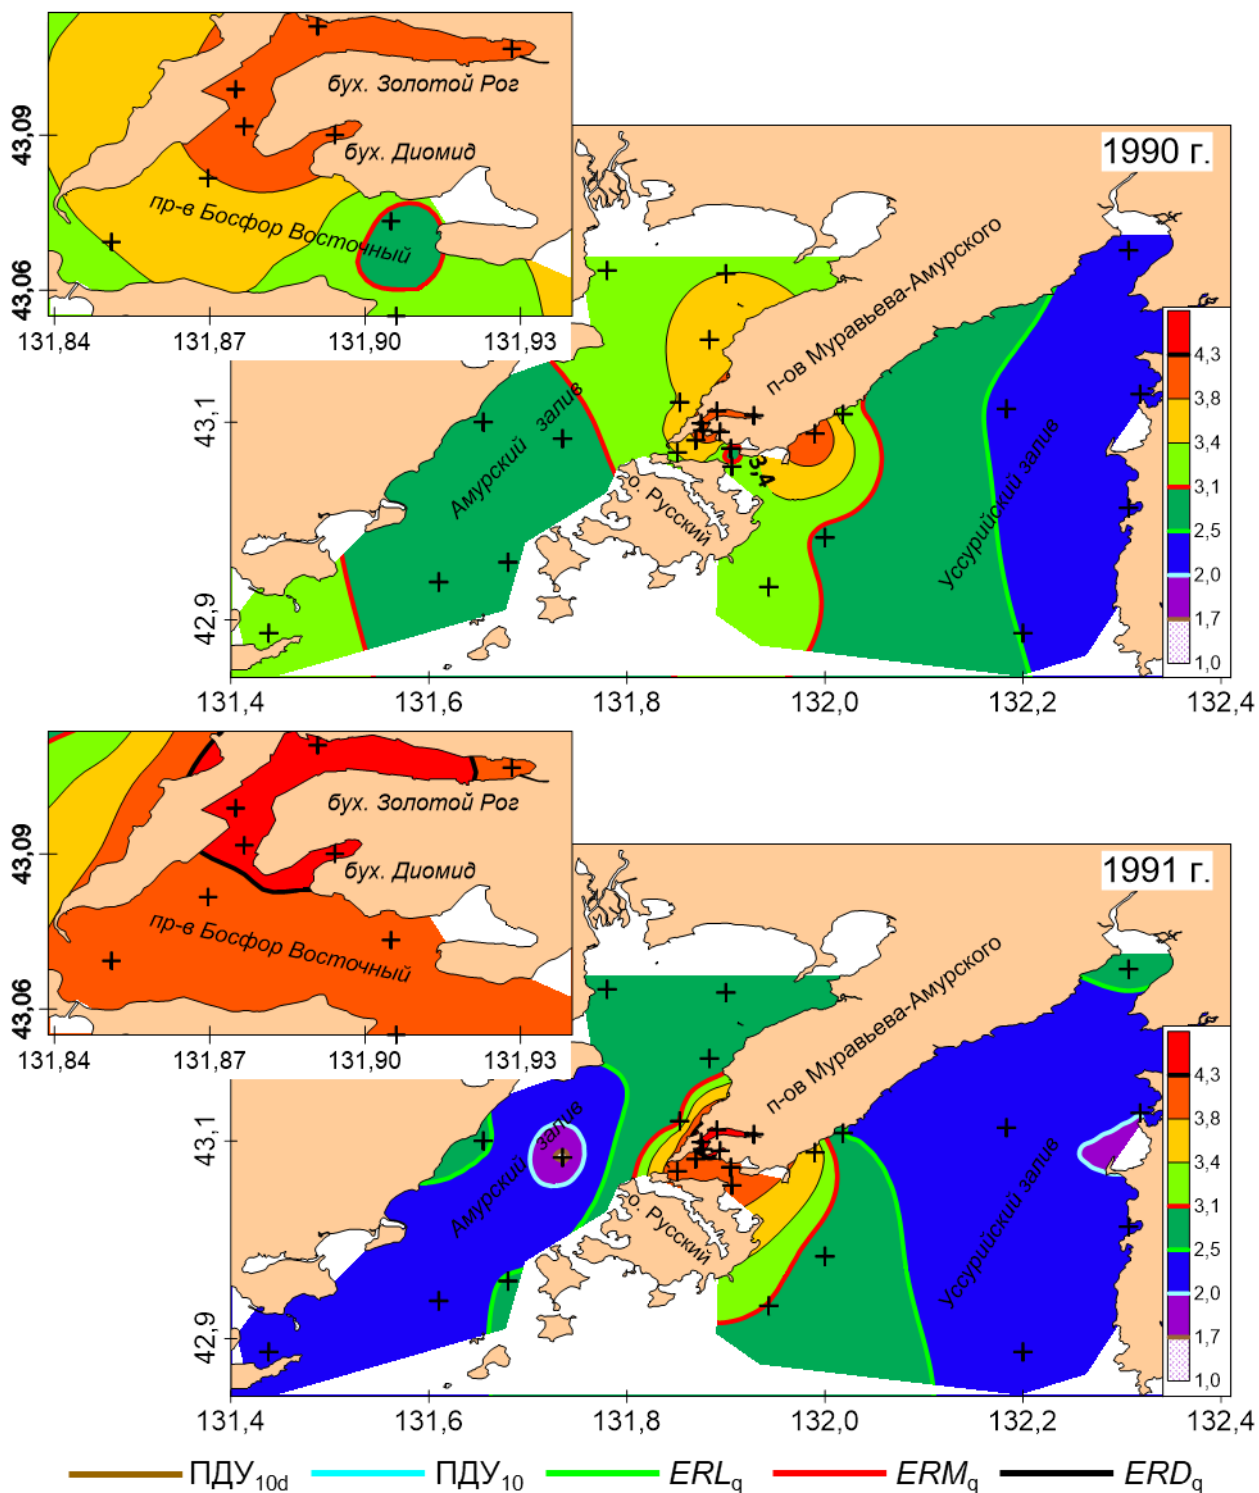 43,09
43,06
131,84 131,87 131,90 131,93
бух. Золотой Рог
бух. Диомид
пр-в Босфор Восточный
1990 г.
п-ов Муравьева-Амурского
Амурский залив
о. Русский
Уссурийский залив
3,4
4,3
3,8
3,4
3,1
2,5
2,0
1,7
1,0
43,1
42,9
131,4 131,6 131,8 132,0 132,2 132,4
43,09
43,06
131,84 131,87 131,90 131,93
бух. Золотой Рог
бух. Диомид
пр-в Босфор Восточный
1991 г.
п-ов Муравьева-Амурского
Амурский залив
о. Русский
Уссурийский залив
4,3
3,8
3,4
3,1
2,5
2,0
1,7
1,0
43,1
42,9
131,4 131,6 131,8 132,0 132,2 132,4
ПДУ10d ПДУ10 ERLq ERMq ERDq